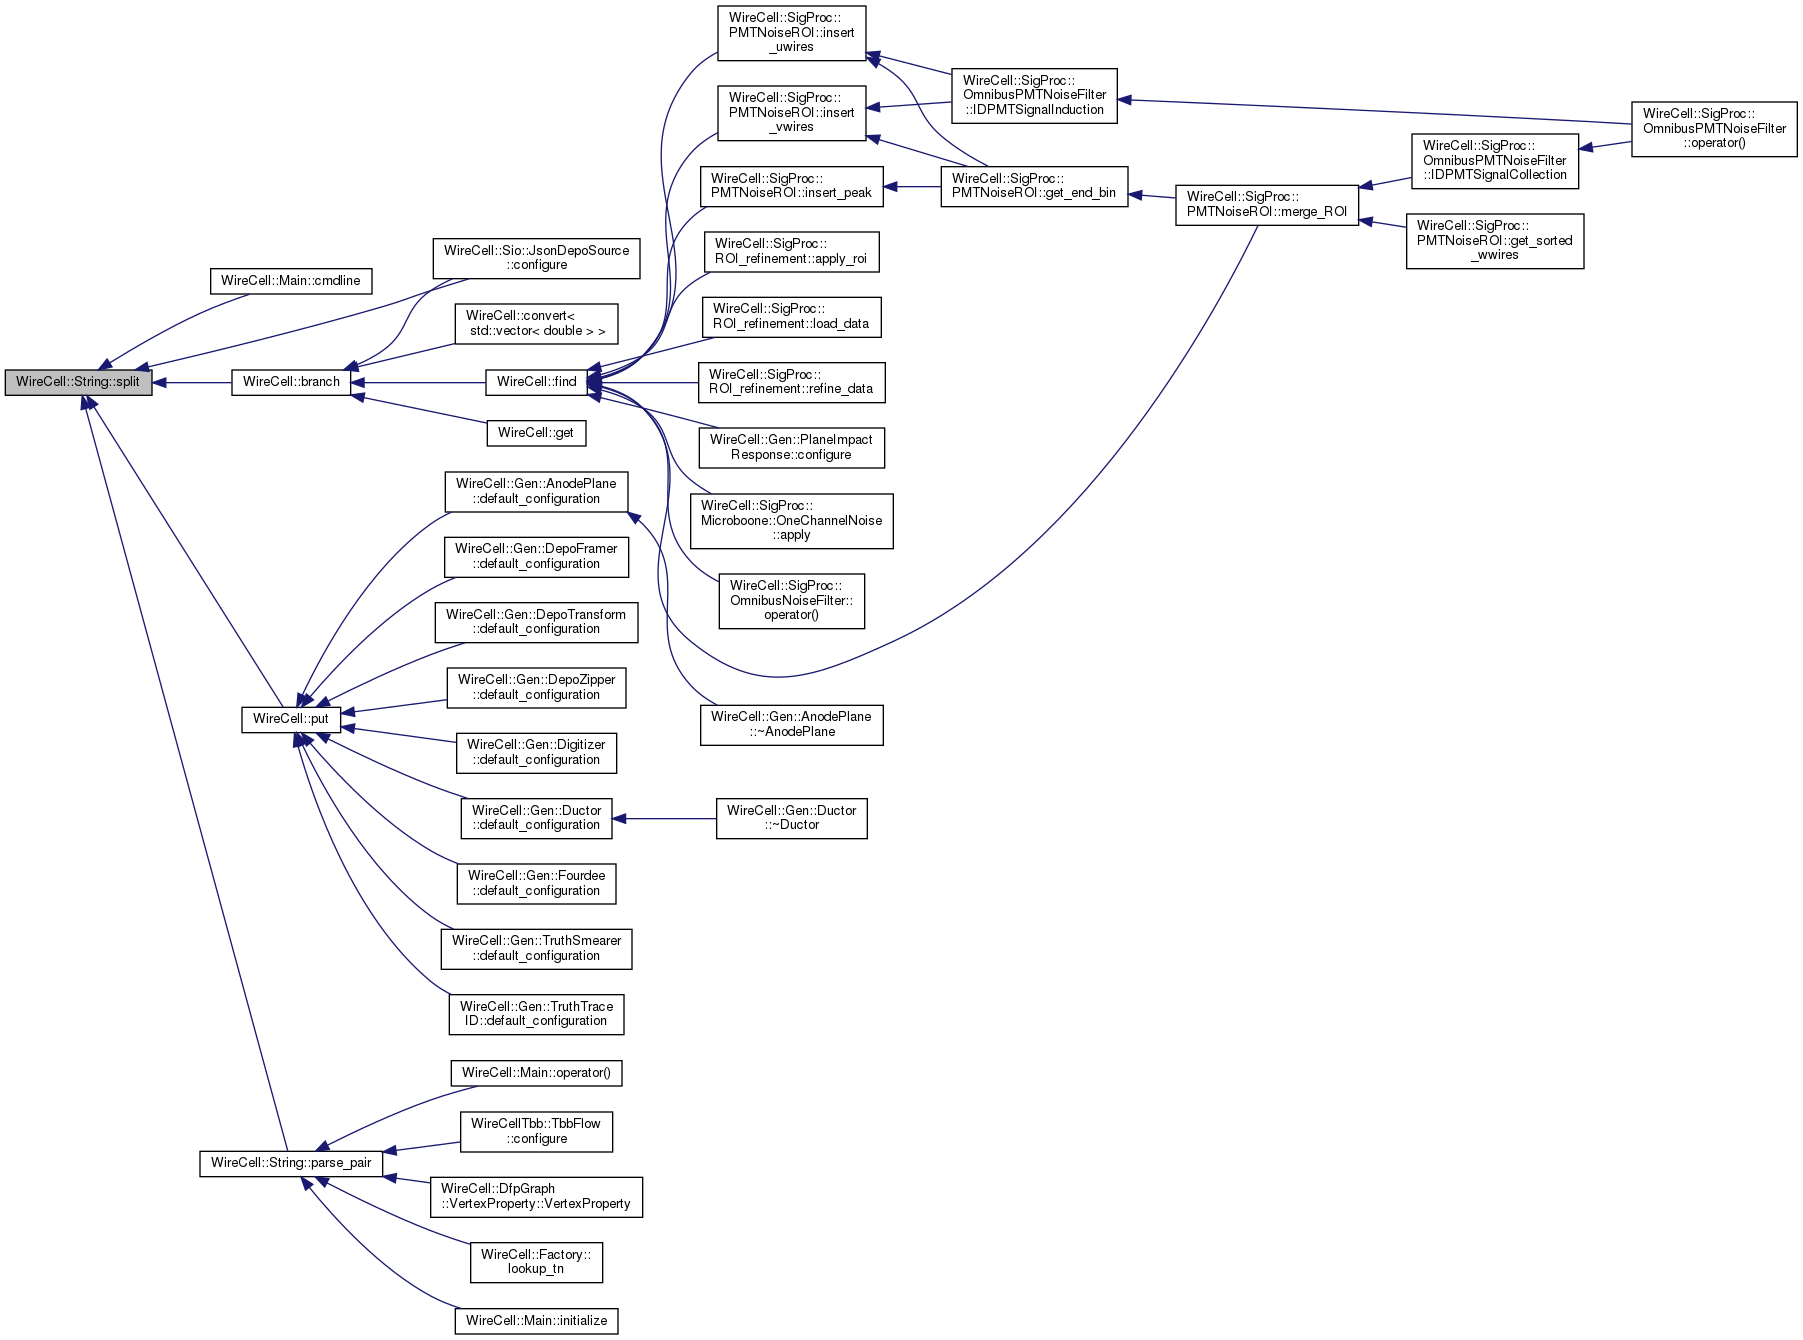 WireCell::String::split
WireCell::Main::cmdline
WireCell::Sio::JsonDepoSource
::configure
WireCell::branch
WireCell::convert<
std::vector< double > >
WireCell::find
WireCell::get
WireCell::SigProc::
PMTNoiseROI::insert
_uwires
WireCell::SigProc::
PMTNoiseROI::insert
_vwires
WireCell::SigProc::
PMTNoiseROI::insert_peak
WireCell::SigProc::
ROI_refinement::apply_roi
WireCell::SigProc::
ROI_refinement::load_data
WireCell::SigProc::
ROI_refinement::refine_data
WireCell::Gen::PlaneImpact
Response::configure
WireCell::SigProc::
Microboone::OneChannelNoise
::apply
WireCell::SigProc::
OmnibusNoiseFilter::
operator()
WireCell::SigProc::
OmnibusPMTNoiseFilter
::IDPMTSignalInduction
WireCell::SigProc::
PMTNoiseROI::get_end_bin
WireCell::SigProc::
PMTNoiseROI::merge_ROI
WireCell::SigProc::
OmnibusPMTNoiseFilter
::IDPMTSignalCollection
WireCell::SigProc::
PMTNoiseROI::get_sorted
_wwires
WireCell::SigProc::
OmnibusPMTNoiseFilter
::operator()
WireCell::put
WireCell::Gen::AnodePlane
::default_configuration
WireCell::Gen::DepoFramer
::default_configuration
WireCell::Gen::DepoTransform
::default_configuration
WireCell::Gen::DepoZipper
::default_configuration
WireCell::Gen::Digitizer
::default_configuration
WireCell::Gen::Ductor
::default_configuration
WireCell::Gen::Fourdee
::default_configuration
WireCell::Gen::TruthSmearer
::default_configuration
WireCell::Gen::TruthTrace
ID::default_configuration
WireCell::Gen::AnodePlane
::~AnodePlane
WireCell::Gen::Ductor
::~Ductor
WireCell::String::parse_pair
WireCell::Main::operator()
WireCellTbb::TbbFlow
::configure
WireCell::DfpGraph
::VertexProperty::VertexProperty
WireCell::Factory::
lookup_tn
WireCell::Main::initialize